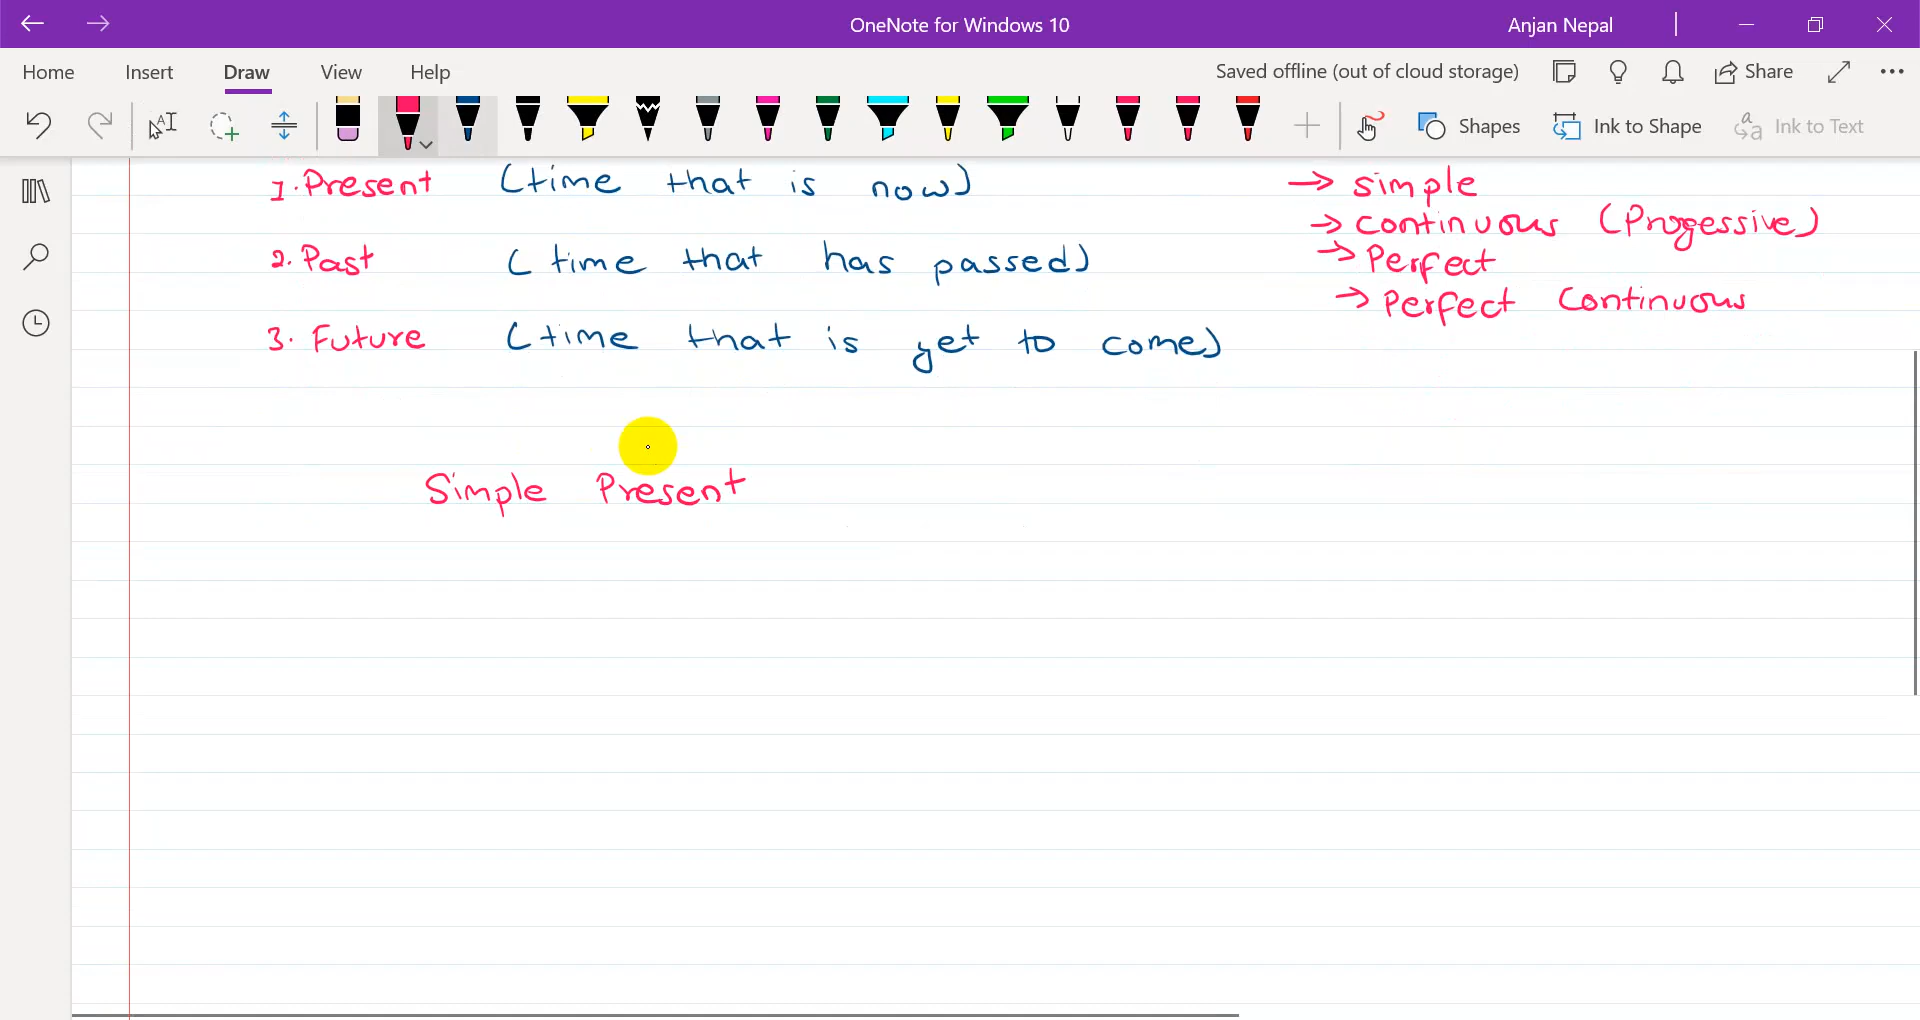 OneNote for Windows 10
Anjan Nepal
Home Insert Draw View Help
Saved offline (out of cloud storage)
Share
Shapes
Ink to Shape
Ink to Text
1. Present (time that is now)
2. Past (time that has passed)
3. Future (time that is yet to come)
→ simple
→ continuous (Progessive)
→ Perfect
→ Perfect Continuous
Simple Present